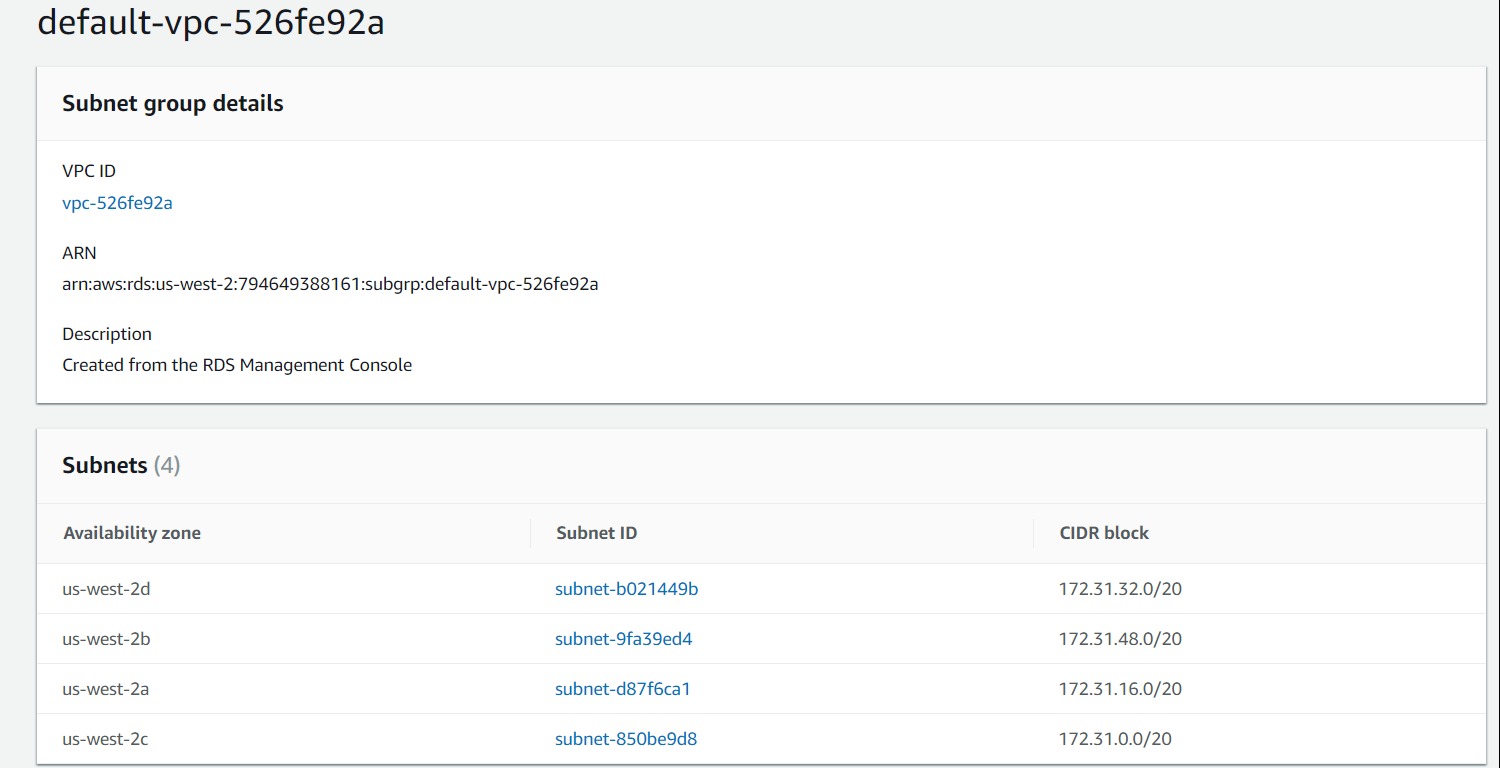 default-vpc-526fe92a
Subnet group details
VPC ID
vpc-526fe92a
ARN
arn:aws:rds:us-west-2:794649388161:subgrp:default-vpc-526fe92a
Description
Created from the RDS Management Console
Subnets (4)
Availability zone Subnet ID CIDR block
us-west-2d subnet-b021449b 172.31.32.0/20
us-west-2b subnet-9fa39ed4 172.31.48.0/20
us-west-2a subnet-d87f6ca1 172.31.16.0/20
us-west-2c subnet-850be9d8 172.31.0.0/20